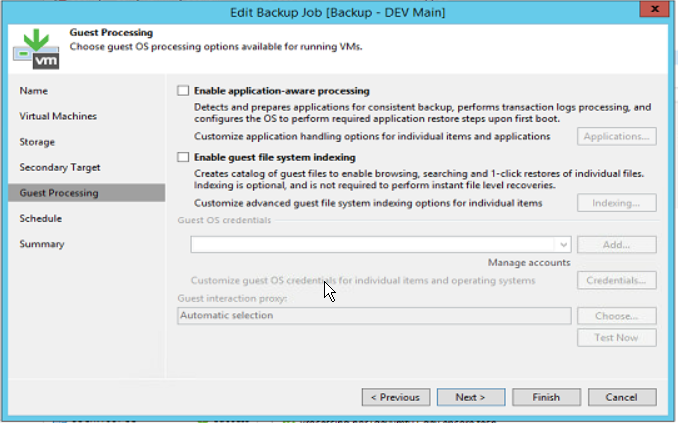 Edit Backup Job [Backup - DEV Main]
x
Guest Processing
Choose guest OS processing options available for running VMs.
vm
Name
Virtual Machines
Storage
Secondary Target
Guest Processing
Schedule
Summary
Enable application-aware processing
Detects and prepares applications for consistent backup, performs transaction logs processing, and
configures the OS to perform required application restore steps upon first boot.
Customize application handling options for individual items and applications
Applications...
Enable guest file system indexing
Creates catalog of guest files to enable browsing, searching and 1-click restores of individual files.
Indexing is optional, and is not required to perform instant file level recoveries.
Customize advanced guest file system indexing options for individual items
Indexing...
Guest OS credentials
Add...
Manage accounts
Customize guest OS credentials for individual items and operating systems
Credentials...
Guest interaction proxy:
Automatic selection
Choose...
Test Now
< Previous
Next >
Finish
Cancel